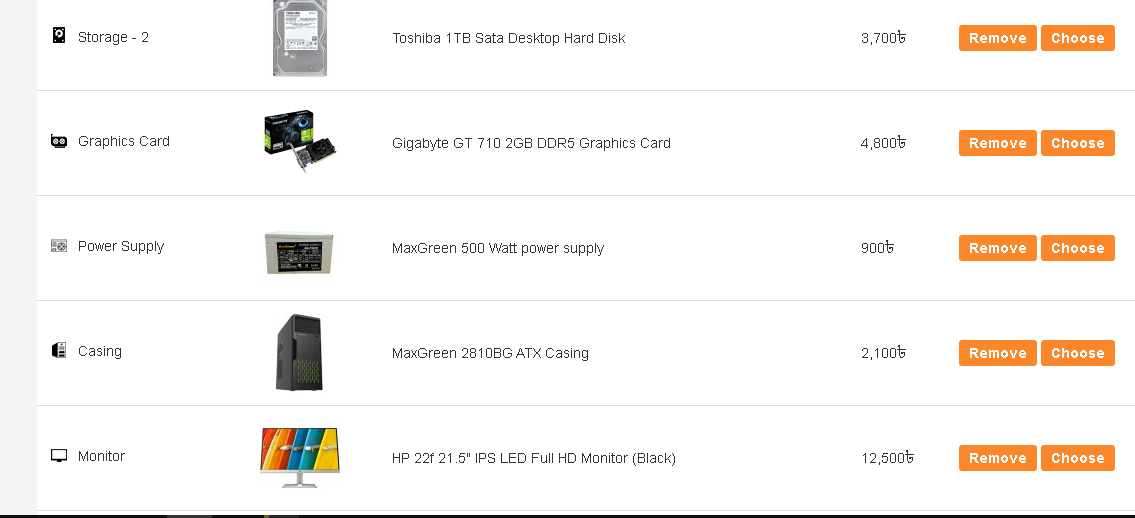 Storage - 2 Toshiba 1TB Sata Desktop Hard Disk 3,700৳ Remove Choose
Graphics Card Gigabyte GT 710 2GB DDR5 Graphics Card 4,800৳ Remove Choose
Power Supply MaxGreen 500 Watt power supply 900৳ Remove Choose
Casing MaxGreen 2810BG ATX Casing 2,100৳ Remove Choose
Monitor HP 22f 21.5" IPS LED Full HD Monitor (Black) 12,500৳ Remove Choose